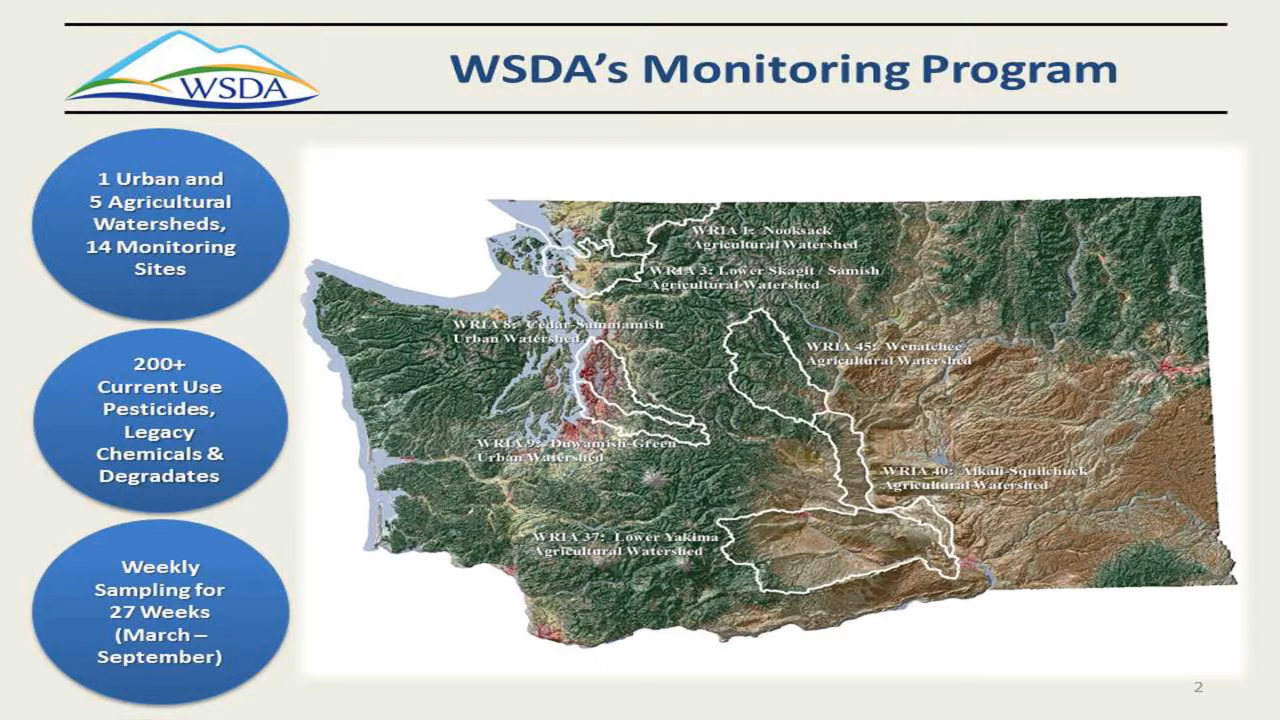 WSDA
WSDA's Monitoring Program
1 Urban and
5 Agricultural
Watersheds,
14 Monitoring
Sites
200+
Current Use
Pesticides,
Legacy
Chemicals &
Degradates
Weekly
Sampling for
27 Weeks
(March –
September)
WRIA 1: Nooksack
Agricultural Watershed
WRIA 3: Lower Skagit / Samish
Agricultural Watershed
WRIA 8: Cedar-Sammamish
Urban Watershed
WRIA 45: Wenatchee
Agricultural Watershed
WRIA 9: Duwamish-Green
Urban Watershed
WRIA 40: Alkali-Squilchuck
Agricultural Watershed
WRIA 37: Lower Yakima
Agricultural Watershed
2